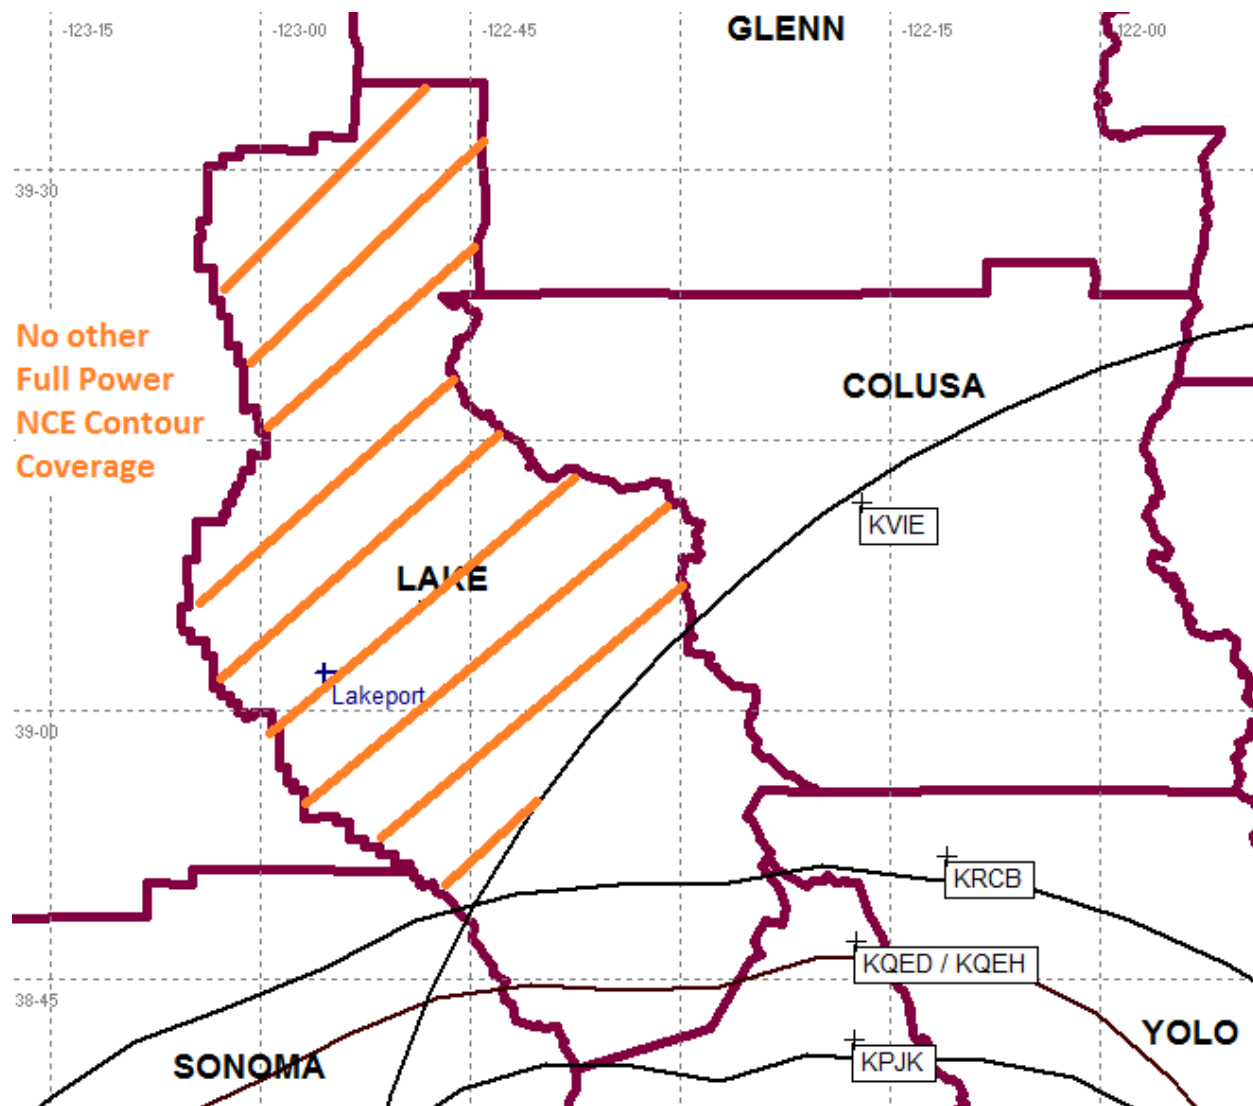 GLENN
-123-15
-123-00
-122-45
-122-15
-122-00
39-30
No other
Full Power
NCE Contour
Coverage
COLUSA
KVIE
LAKE
Lakeport
39-00
KRCB
KQED / KQEH
38-45
YOLO
SONOMA
KPJK